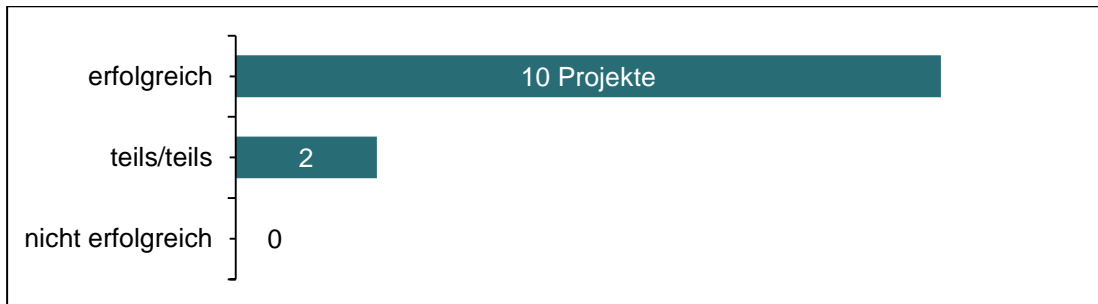 erfolgreich
10 Projekte
teils/teils
2
nicht erfolgreich
0